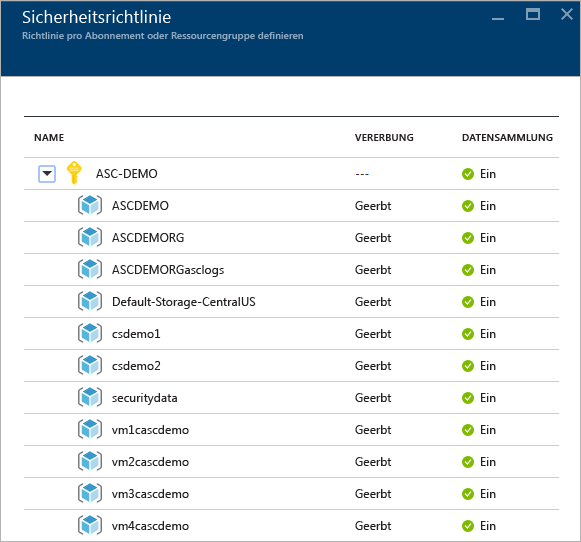 Sicherheitsrichtlinie
Richtlinie pro Abonnement oder Ressourcengruppe definieren
NAME VERERBUNG DATENSAMMLUNG
ASC-DEMO --- Ein
ASCDEMO Geerbt Ein
ASCDEMORG Geerbt Ein
ASCDEMORGasclogs Geerbt Ein
Default-Storage-CentralUS Geerbt Ein
csdemo1 Geerbt Ein
csdemo2 Geerbt Ein
securitydata Geerbt Ein
vm1cascdemo Geerbt Ein
vm2cascdemo Geerbt Ein
vm3cascdemo Geerbt Ein
vm4cascdemo Geerbt Ein